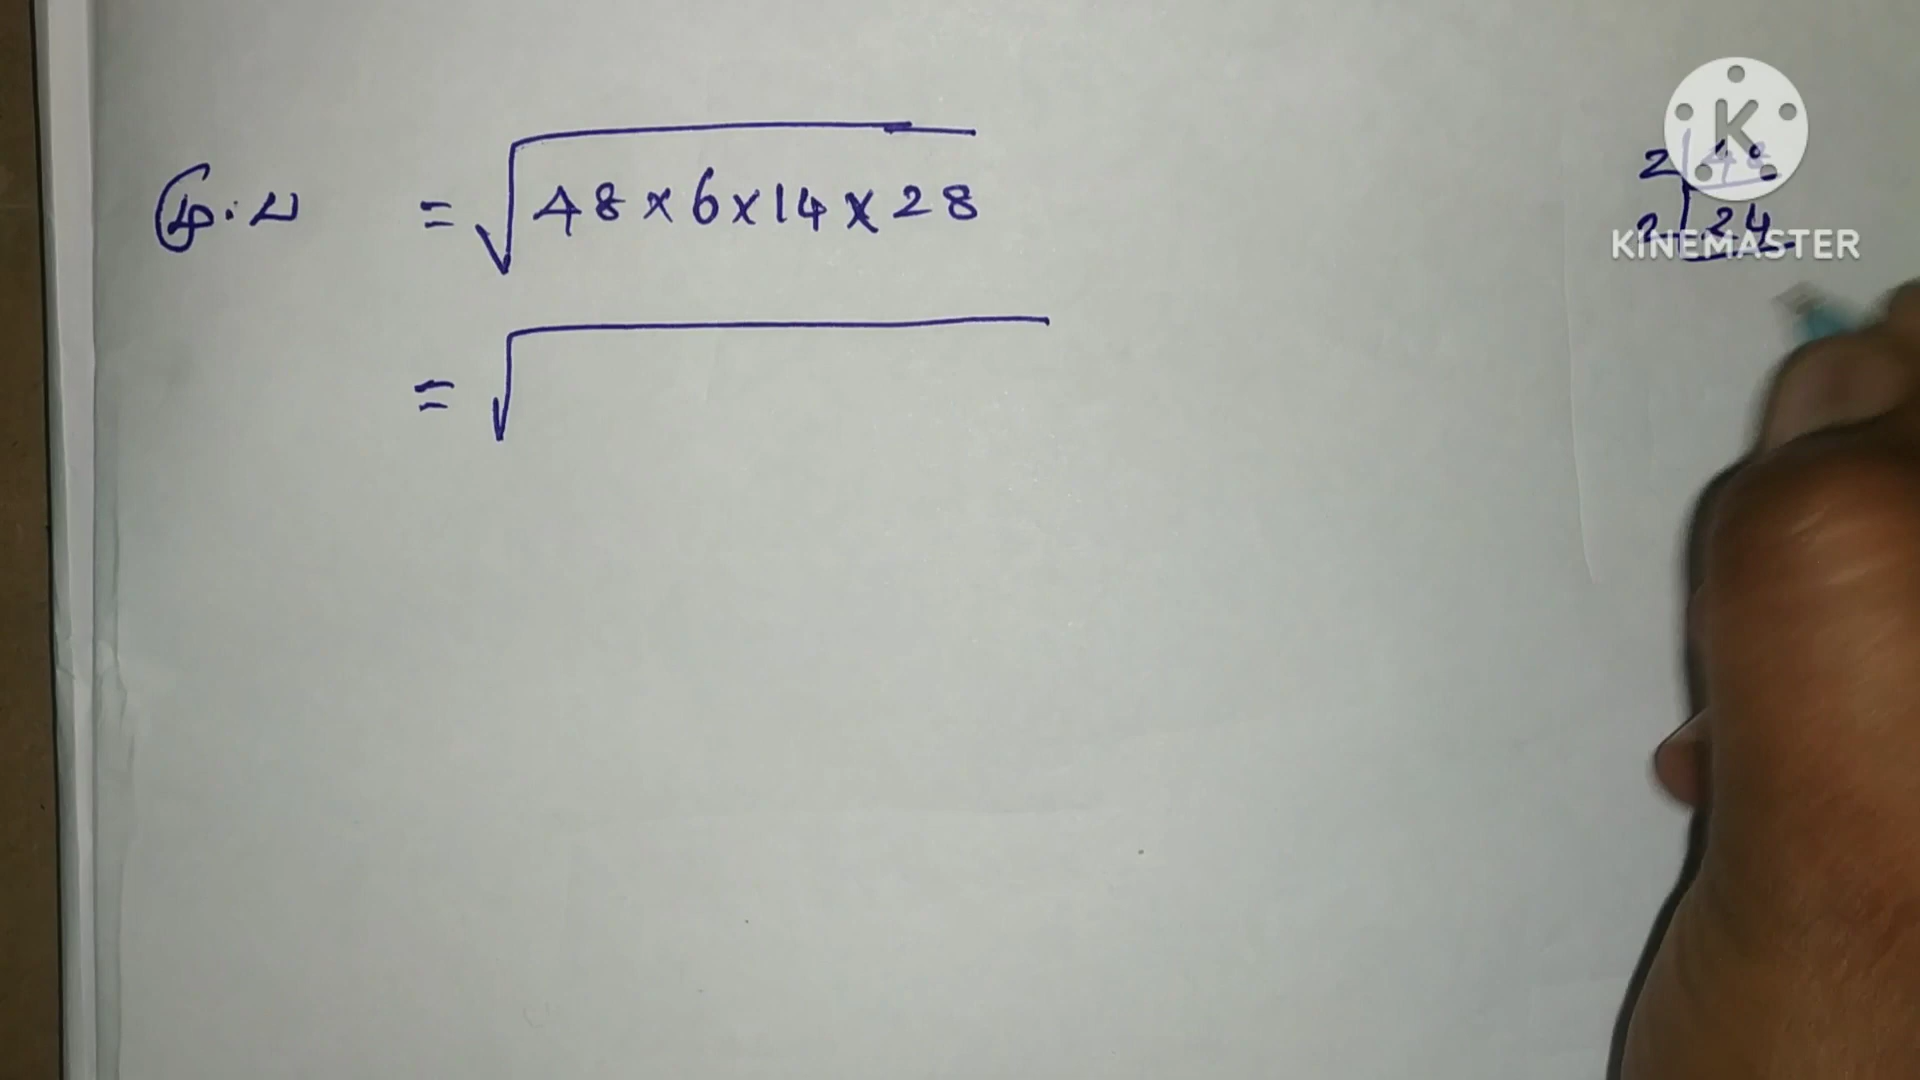 மு.ப = √48×6×14×28
= √
2 | 48
2 | 24
K
KINEMASTER